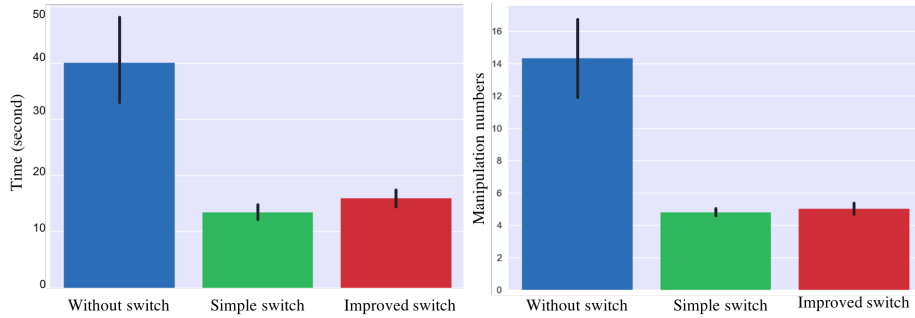 50
40
30
20
10
0
Time (second)
Without switch
Simple switch
Improved switch
16
14
12
10
8
6
4
2
0
Manipulation numbers
Without switch
Simple switch
Improved switch